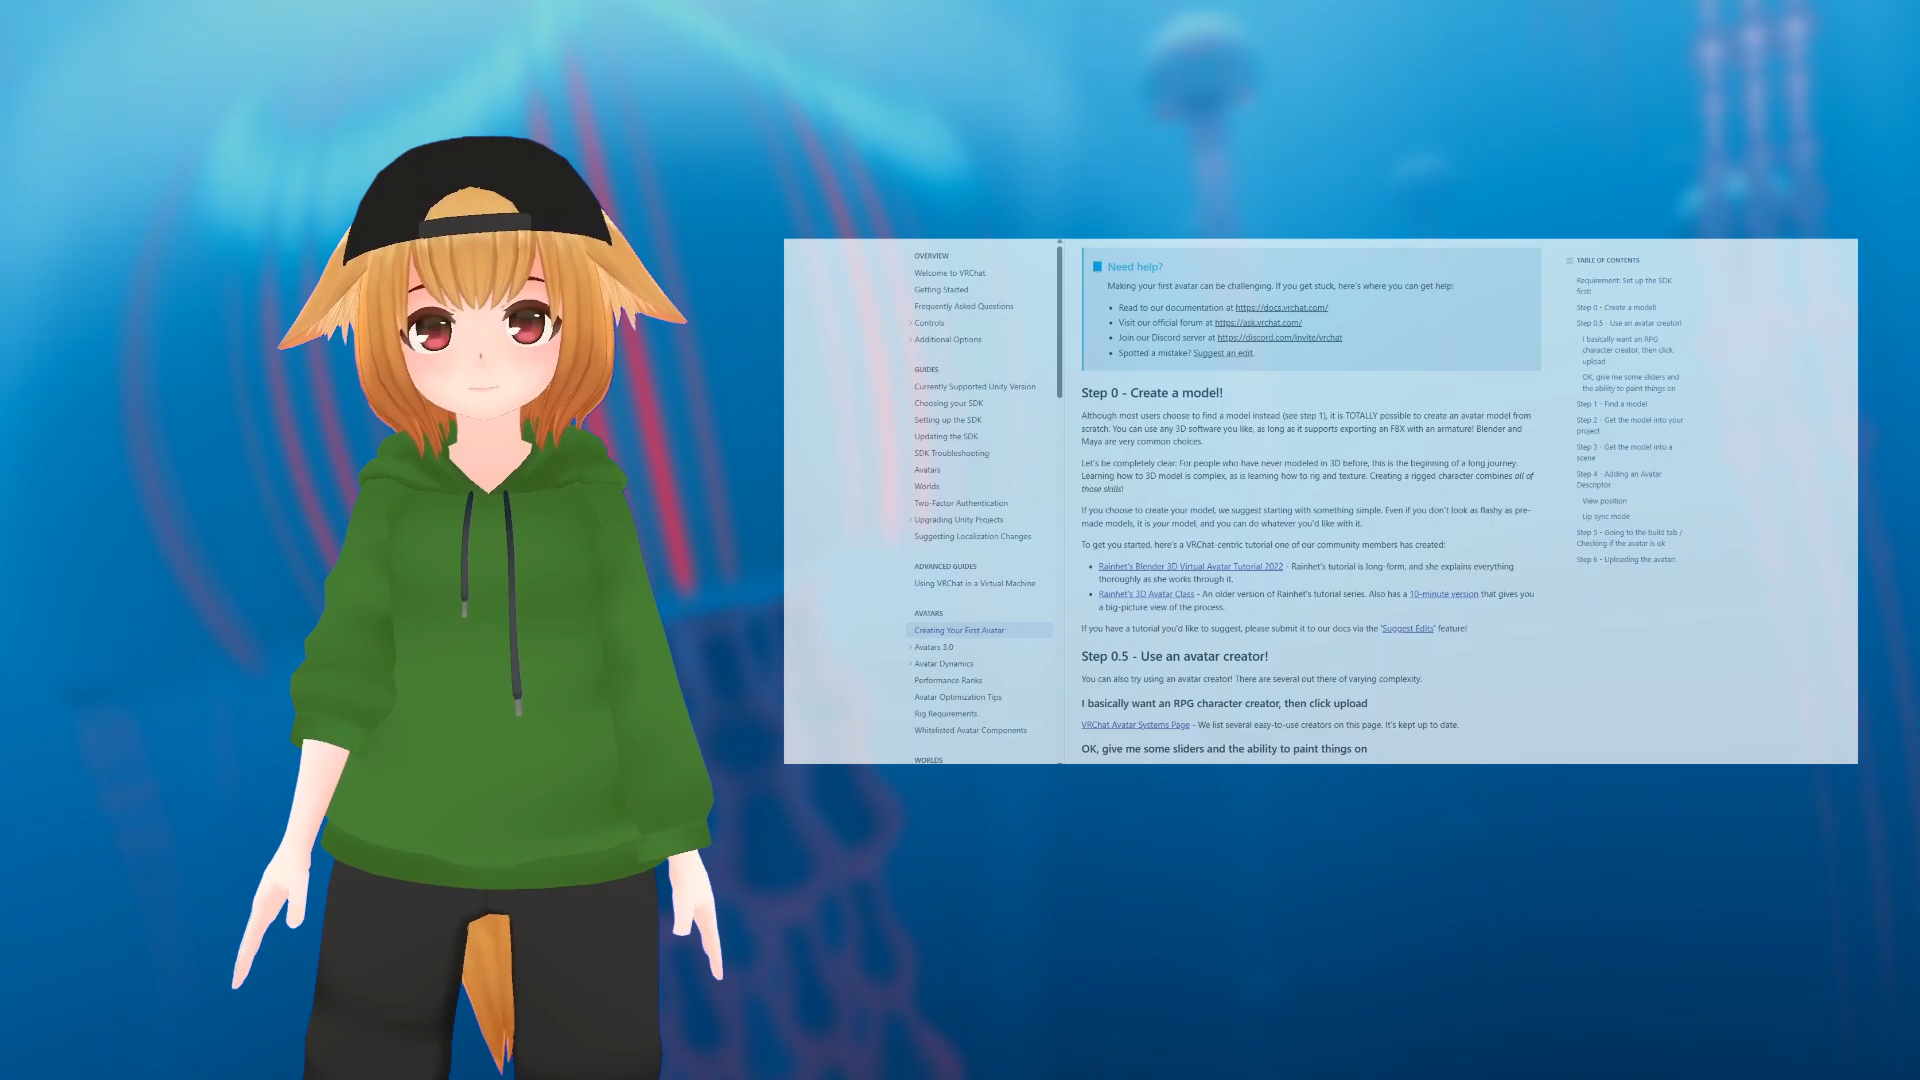 OVERVIEW
Welcome to VRChat
Getting Started
Frequently Asked Questions
Controls
Additional Options
GUIDES
Currently Supported Unity Version
Choosing your SDK
Setting up the SDK
Updating the SDK
SDK Troubleshooting
Avatars
Worlds
Two-Factor Authentication
Upgrading Unity Projects
Suggesting Localization Changes
ADVANCED GUIDES
Using VRChat in a Virtual Machine
AVATARS
Creating Your First Avatar
Avatars 3.0
Avatar Dynamics
Performance Ranks
Avatar Optimization Tips
Rig Requirements
Whitelisted Avatar Components
WORLDS
Need help?
Making your first avatar can be challenging. If you get stuck, here's where you can get help:
• Read to our documentation at https://docs.vrchat.com/
• Visit our official forum at https://ask.vrchat.com/
• Join our Discord server at https://discord.com/invite/vrchat
• Spotted a mistake? Suggest an edit.
Step 0 - Create a model!
Although most users choose to find a model instead (see step 1), it is TOTALLY possible to create an avatar model from
scratch. You can use any 3D software you like, as long as it supports exporting an FBX with an armature! Blender and
Maya are very common choices.
Let's be completely clear: For people who have never modeled in 3D before, this is the beginning of a long journey.
Learning how to 3D model is complex, as is learning how to rig and texture. Creating a rigged character combines all of
those skills!
If you choose to create your model, we suggest starting with something simple. Even if you don't look as flashy as pre-
made models, it is your model, and you can do whatever you'd like with it.
To get you started, here's a VRChat-centric tutorial one of our community members has created:
• Rainhet's Blender 3D Virtual Avatar Tutorial 2022 - Rainhet's tutorial is long-form, and she explains everything
thoroughly as she works through it.
• Rainhet's 3D Avatar Class - An older version of Rainhet's tutorial series. Also has a 10-minute version that gives you
a big-picture view of the process.
If you have a tutorial you'd like to suggest, please submit it to our docs via the 'Suggest Edits' feature!
Step 0.5 - Use an avatar creator!
You can also try using an avatar creator! There are several out there of varying complexity.
I basically want an RPG character creator, then click upload
VRChat Avatar Systems Page - We list several easy-to-use creators on this page. It's kept up to date.
OK, give me some sliders and the ability to paint things on
TABLE OF CONTENTS
Requirement: Set up the SDK
first!
Step 0 - Create a model!
Step 0.5 - Use an avatar creator!
I basically want an RPG
character creator, then click
upload
OK, give me some sliders and
the ability to paint things on
Step 1 - Find a model
Step 2 - Get the model into your
project
Step 3 - Get the model into a
scene
Step 4 - Adding an Avatar
Descriptor
View position
Lip sync mode
Step 5 - Going to the build tab /
Checking if the avatar is ok
Step 6 - Uploading the avatar!